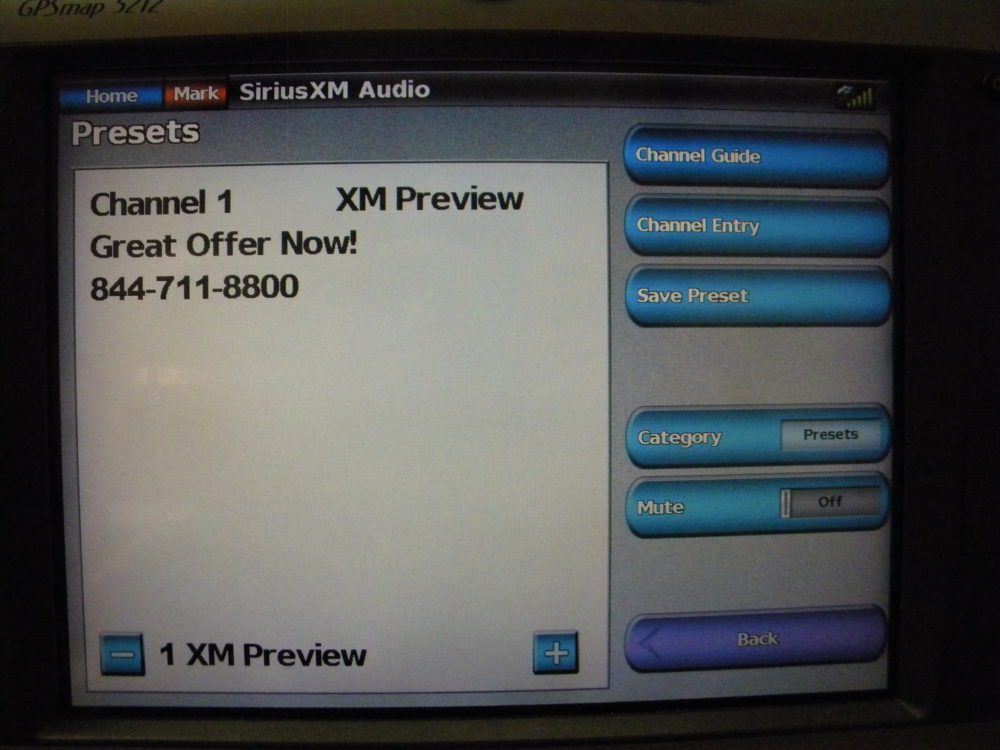 GPSmap 5212
Home Mark SiriusXM Audio
Presets
Channel 1 XM Preview
Great Offer Now!
844-711-8800
1 XM Preview
Channel Guide
Channel Entry
Save Preset
Category Presets
Mute Off
Back